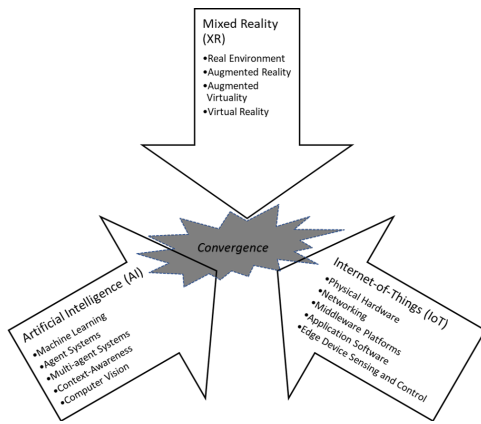 Mixed Reality
(XR)
•Real Environment
•Augmented Reality
•Augmented
Virtuality
•Virtual Reality
Convergence
Artificial Intelligence (AI)
•Machine Learning
•Agent Systems
•Multi-agent Systems
•Context-Awareness
•Computer Vision
Internet-of-Things (IoT)
•Physical Hardware
•Networking
•Middleware Platforms
•Application Software
•Edge Device Sensing and Control